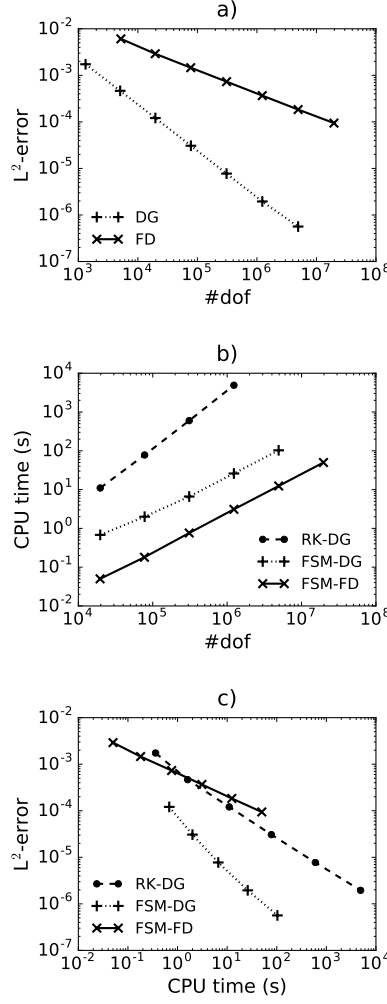 a)
10^-2
10^-3
10^-4
10^-5
10^-6
10^-7
L^2-error
DG
FD
10^3 10^4 10^5 10^6 10^7 10^8
#dof
b)
10^4
10^3
10^2
10^1
10^0
10^-1
10^-2
CPU time (s)
RK-DG
FSM-DG
FSM-FD
10^4 10^5 10^6 10^7 10^8
#dof
c)
10^-2
10^-3
10^-4
10^-5
10^-6
10^-7
L^2-error
RK-DG
FSM-DG
FSM-FD
10^-2 10^-1 10^0 10^1 10^2 10^3 10^4
CPU time (s)